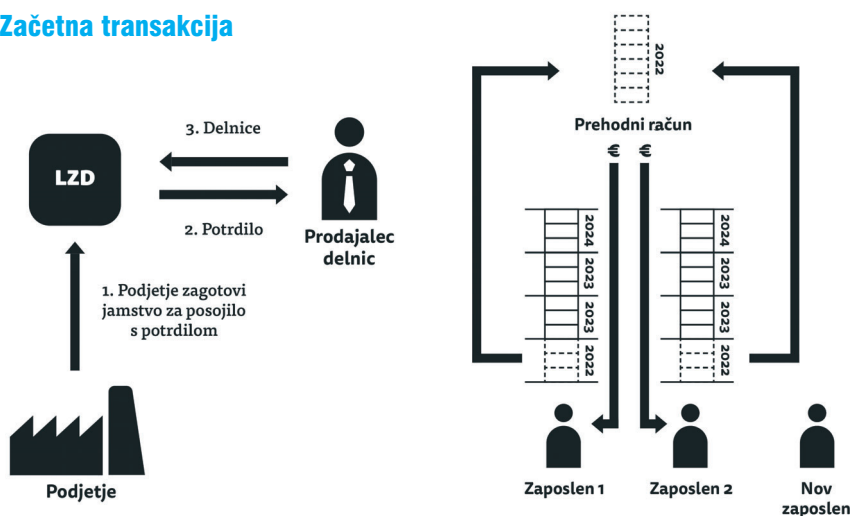 Začetna transakcija
LZD
3. Delnice
2. Potrdilo
Prodajalec
delnic
1. Podjetje zagotovi
jamstvo za posojilo
s potrdilom
Podjetje
2022
Prehodni račun
€ €
2024
2023
2023
2022
2024
2023
2023
2022
Zaposlen 1
Zaposlen 2
Nov
zaposlen